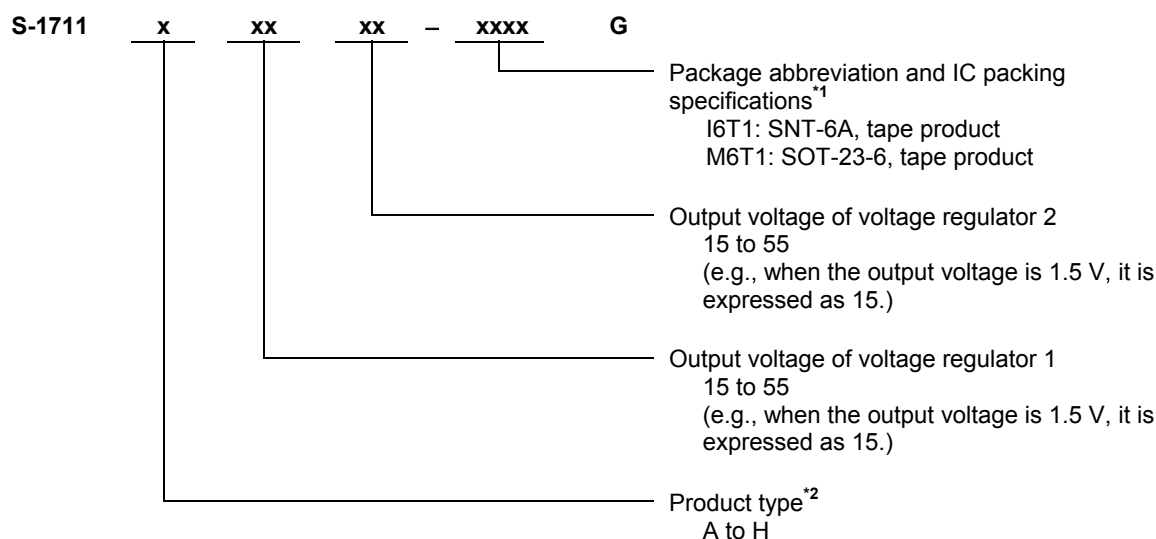 S-1711 x xx xx – xxxx G
Package abbreviation and IC packing
specifications*1
I6T1: SNT-6A, tape product
M6T1: SOT-23-6, tape product
Output voltage of voltage regulator 2
15 to 55
(e.g., when the output voltage is 1.5 V, it is
expressed as 15.)
Output voltage of voltage regulator 1
15 to 55
(e.g., when the output voltage is 1.5 V, it is
expressed as 15.)
Product type*2
A to H